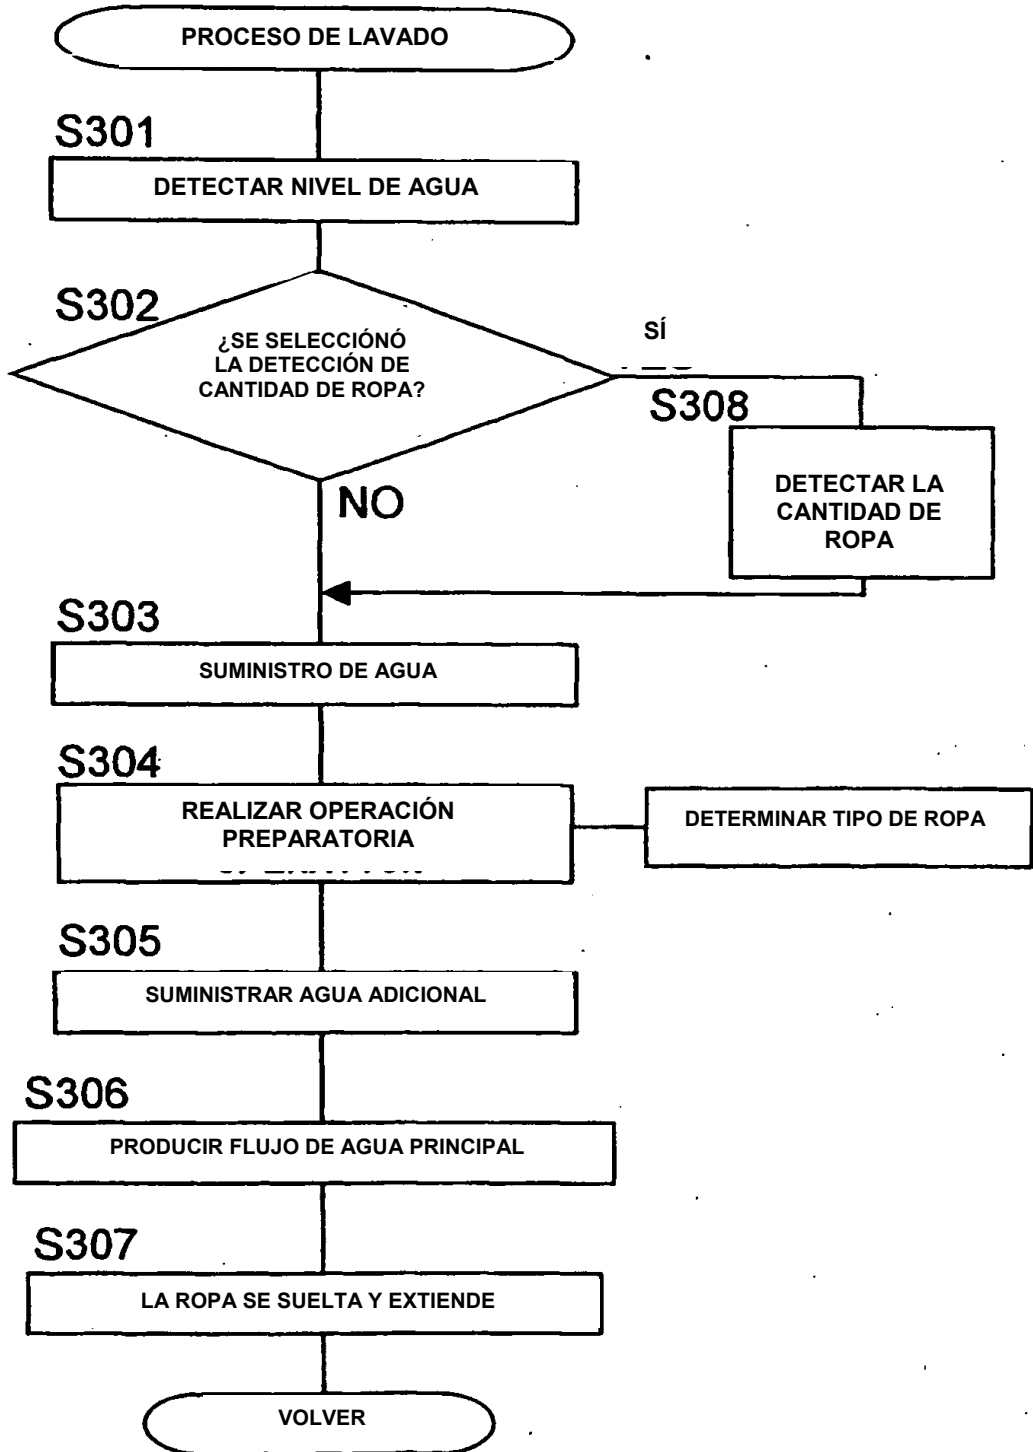 PROCESO DE LAVADO
S301
DETECTAR NIVEL DE AGUA
S302
¿SE SELECCIÓNÓ
LA DETECCIÓN DE
CANTIDAD DE ROPA?
SÍ
S308
DETECTAR LA
CANTIDAD DE
ROPA
NO
S303
SUMINISTRO DE AGUA
S304
REALIZAR OPERACIÓN
PREPARATORIA
DETERMINAR TIPO DE ROPA
S305
SUMINISTRAR AGUA ADICIONAL
S306
PRODUCIR FLUJO DE AGUA PRINCIPAL
S307
LA ROPA SE SUELTA Y EXTIENDE
VOLVER